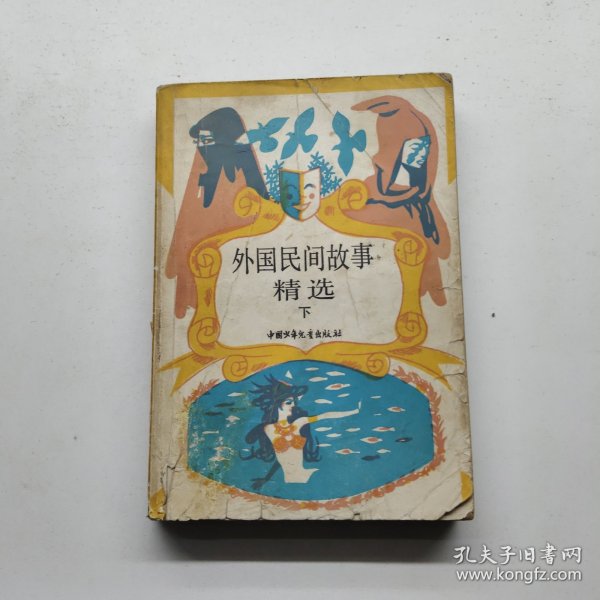 外国民间故事
精选
下
中国少年儿童出版社
孔夫子旧书网
www.kongfz.com